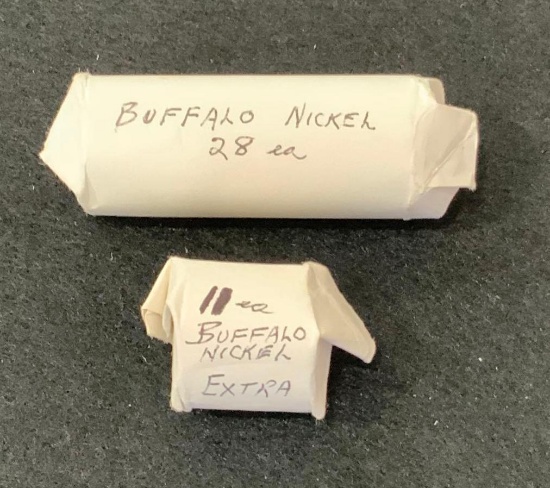 BUFFALO NICKEL
28 ea
11 ea
BUFFALO
NICKEL
EXTRA